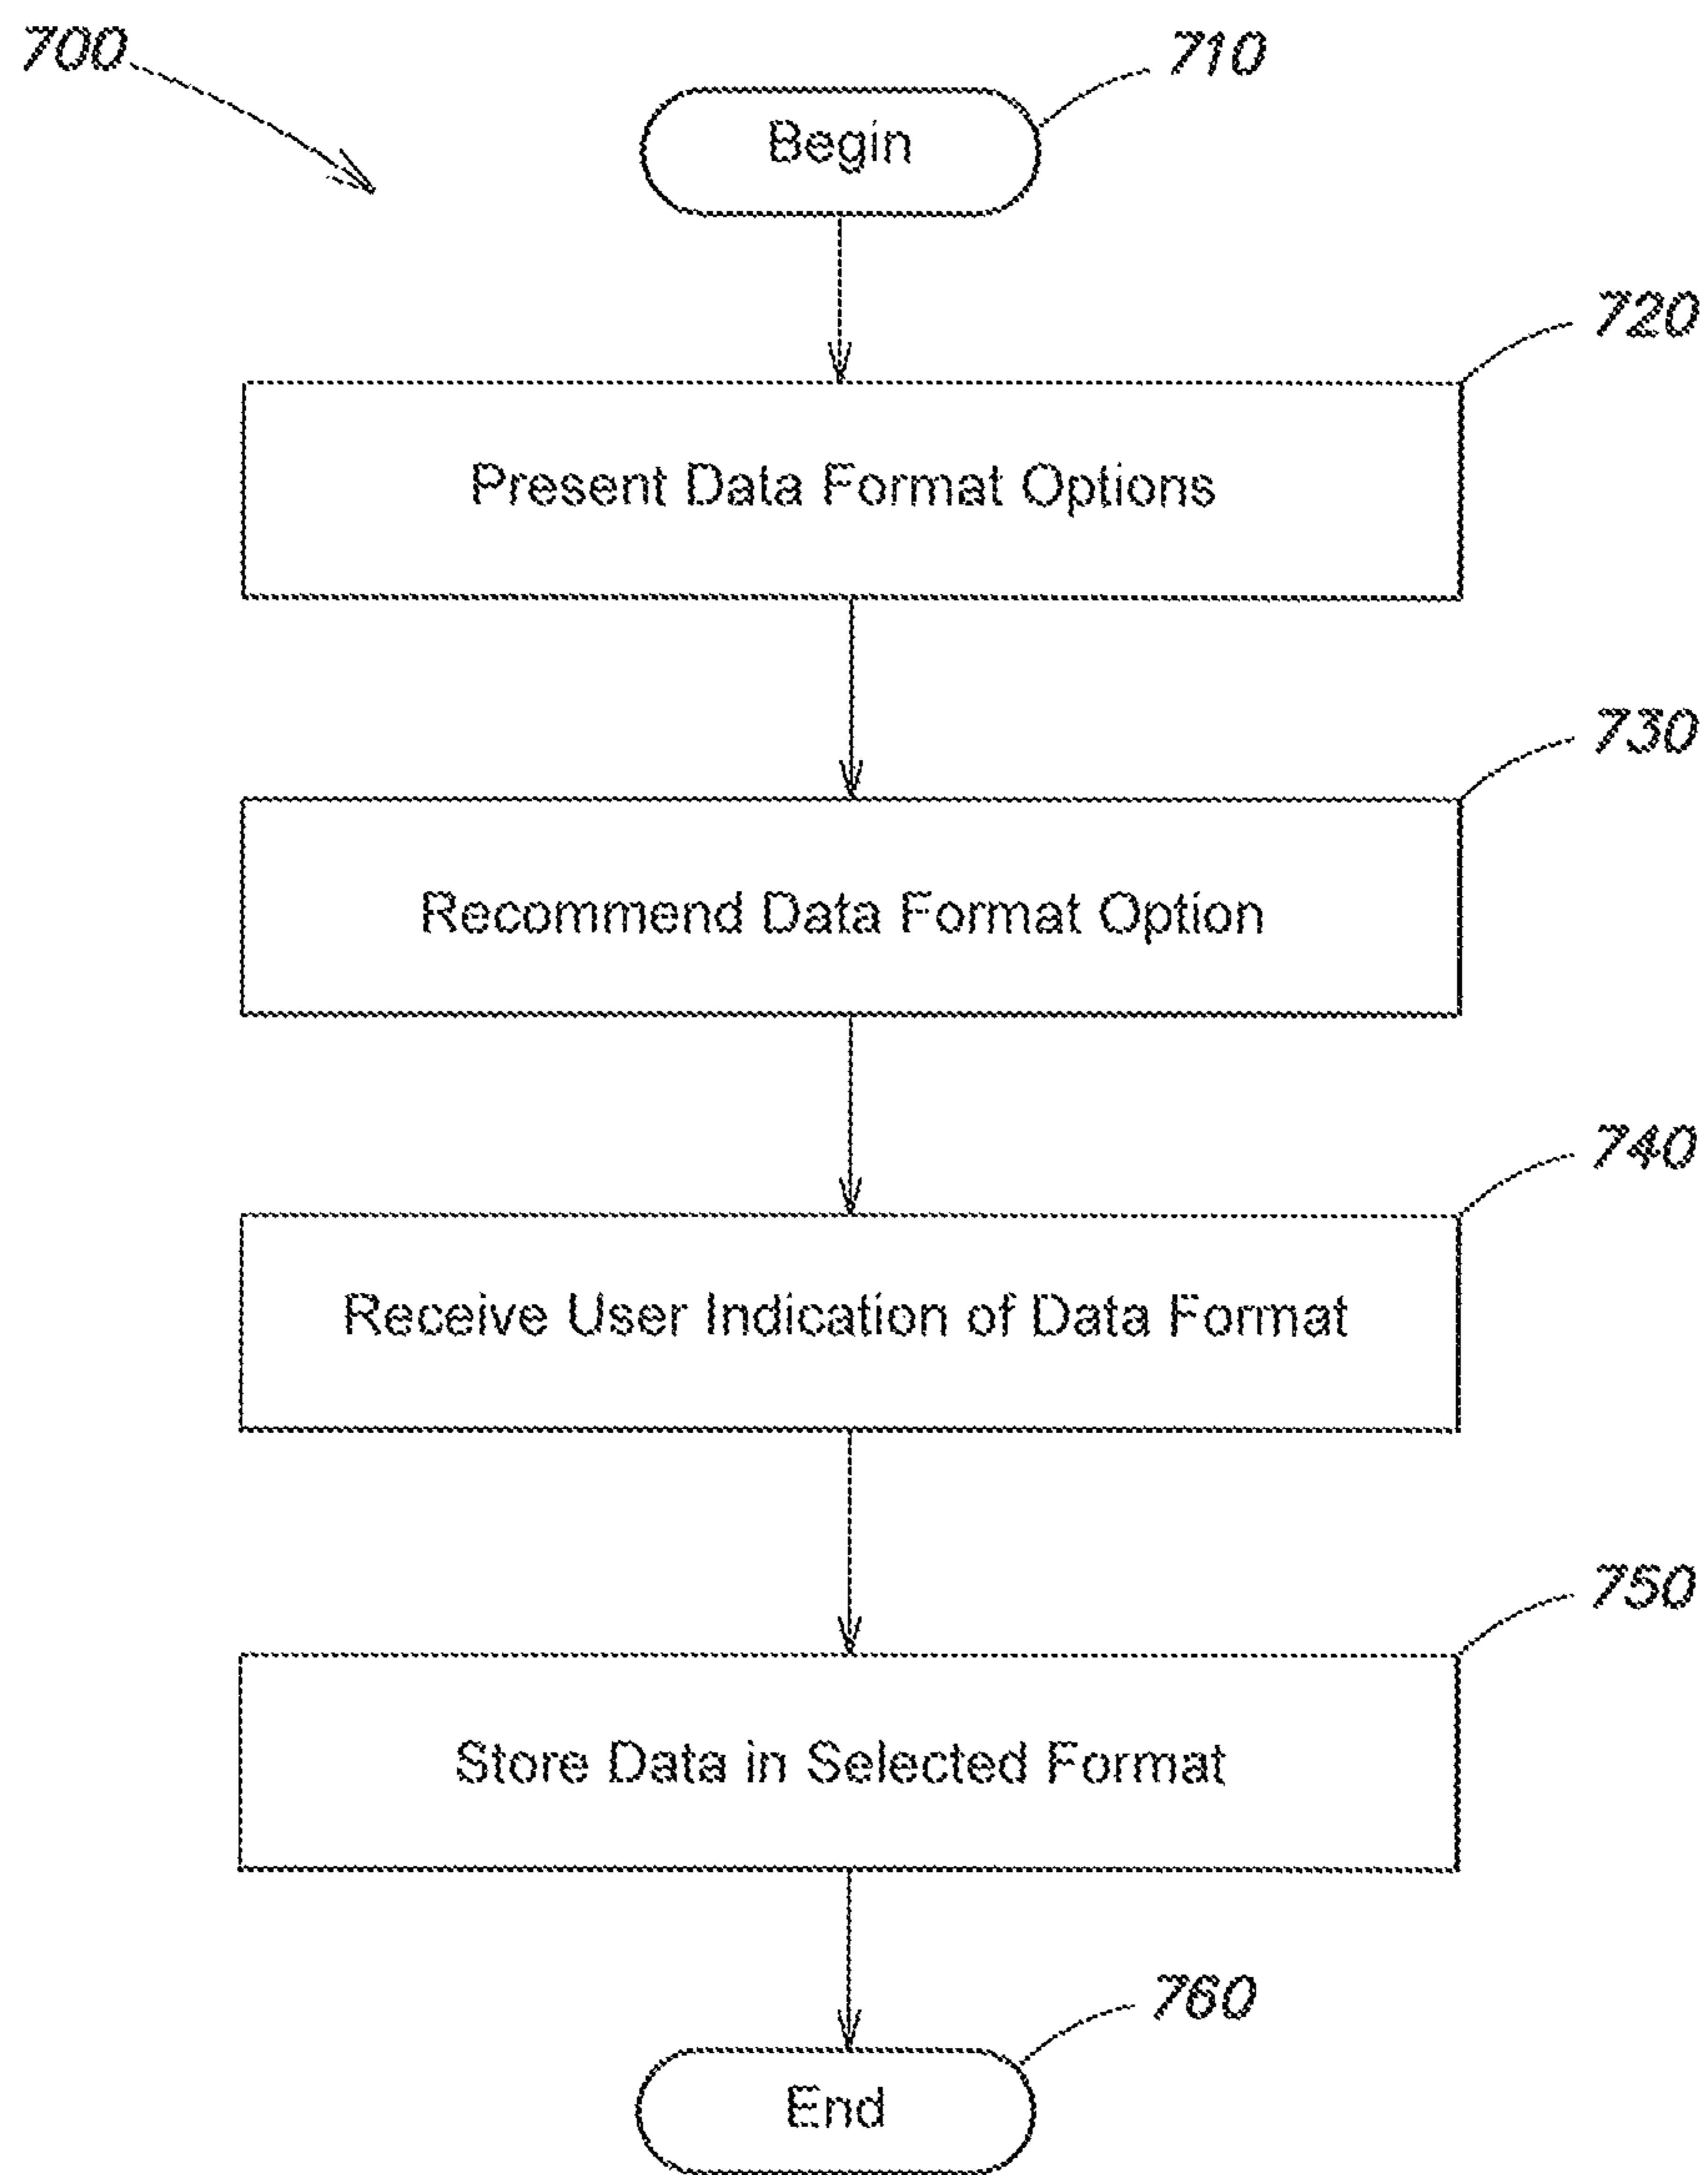 700
710
Begin
720
Present Data Format Options
730
Recommend Data Format Option
740
Receive User Indication of Data Format
750
Store Data in Selected Format
760
End